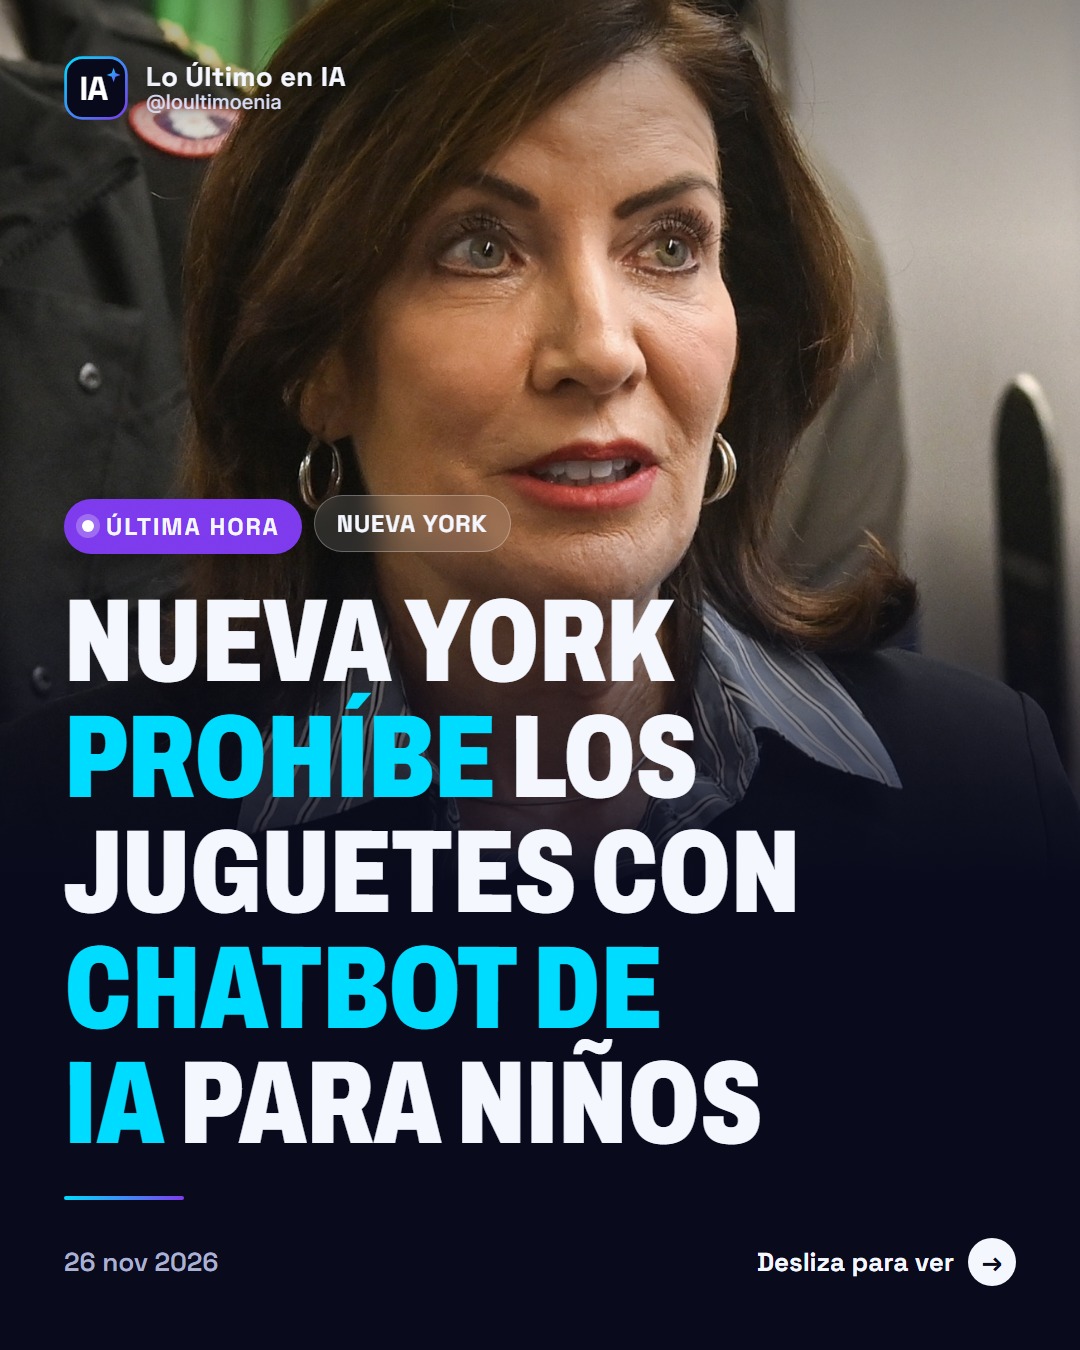 IA
Lo Último en IA
@loultimoenia
ÚLTIMA HORA
NUEVA YORK
NUEVA YORK
PROHÍBE LOS
JUGUETES CON
CHATBOT DE
IA PARA NIÑOS
26 nov 2026
Desliza para ver →